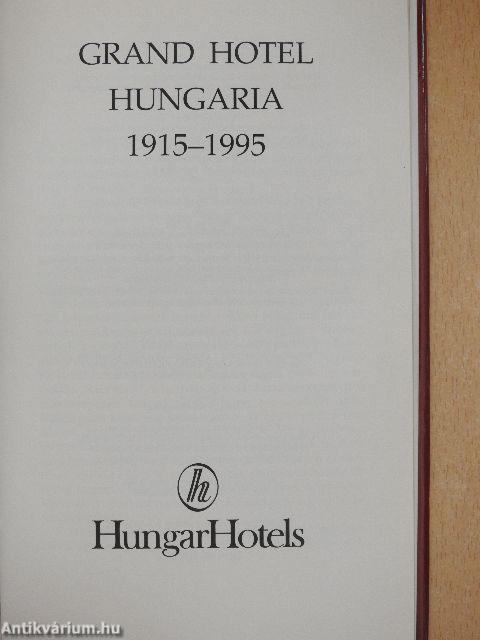 GRAND HOTEL
HUNGARIA
1915–1995
h
HungarHotels
Antikvárium.hu